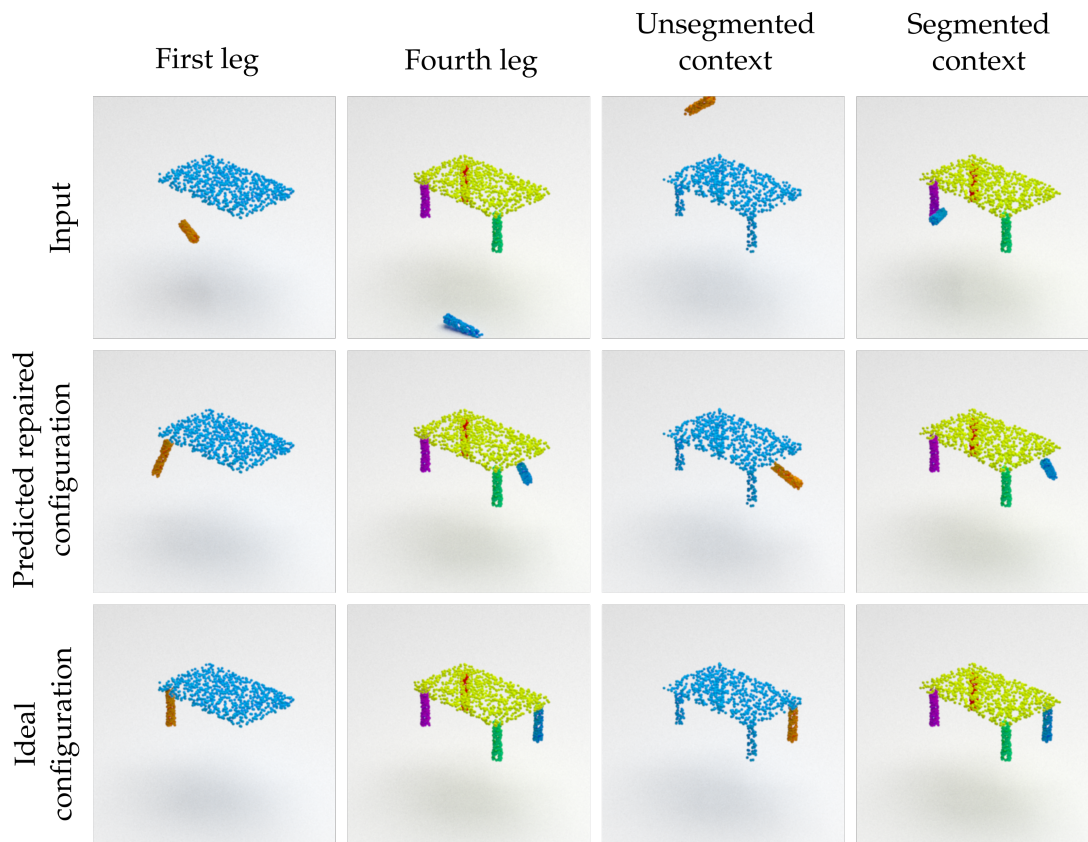 First leg
Fourth leg
Unsegmented
context
Segmented
context
Input
Predicted repaired
configuration
Ideal
configuration